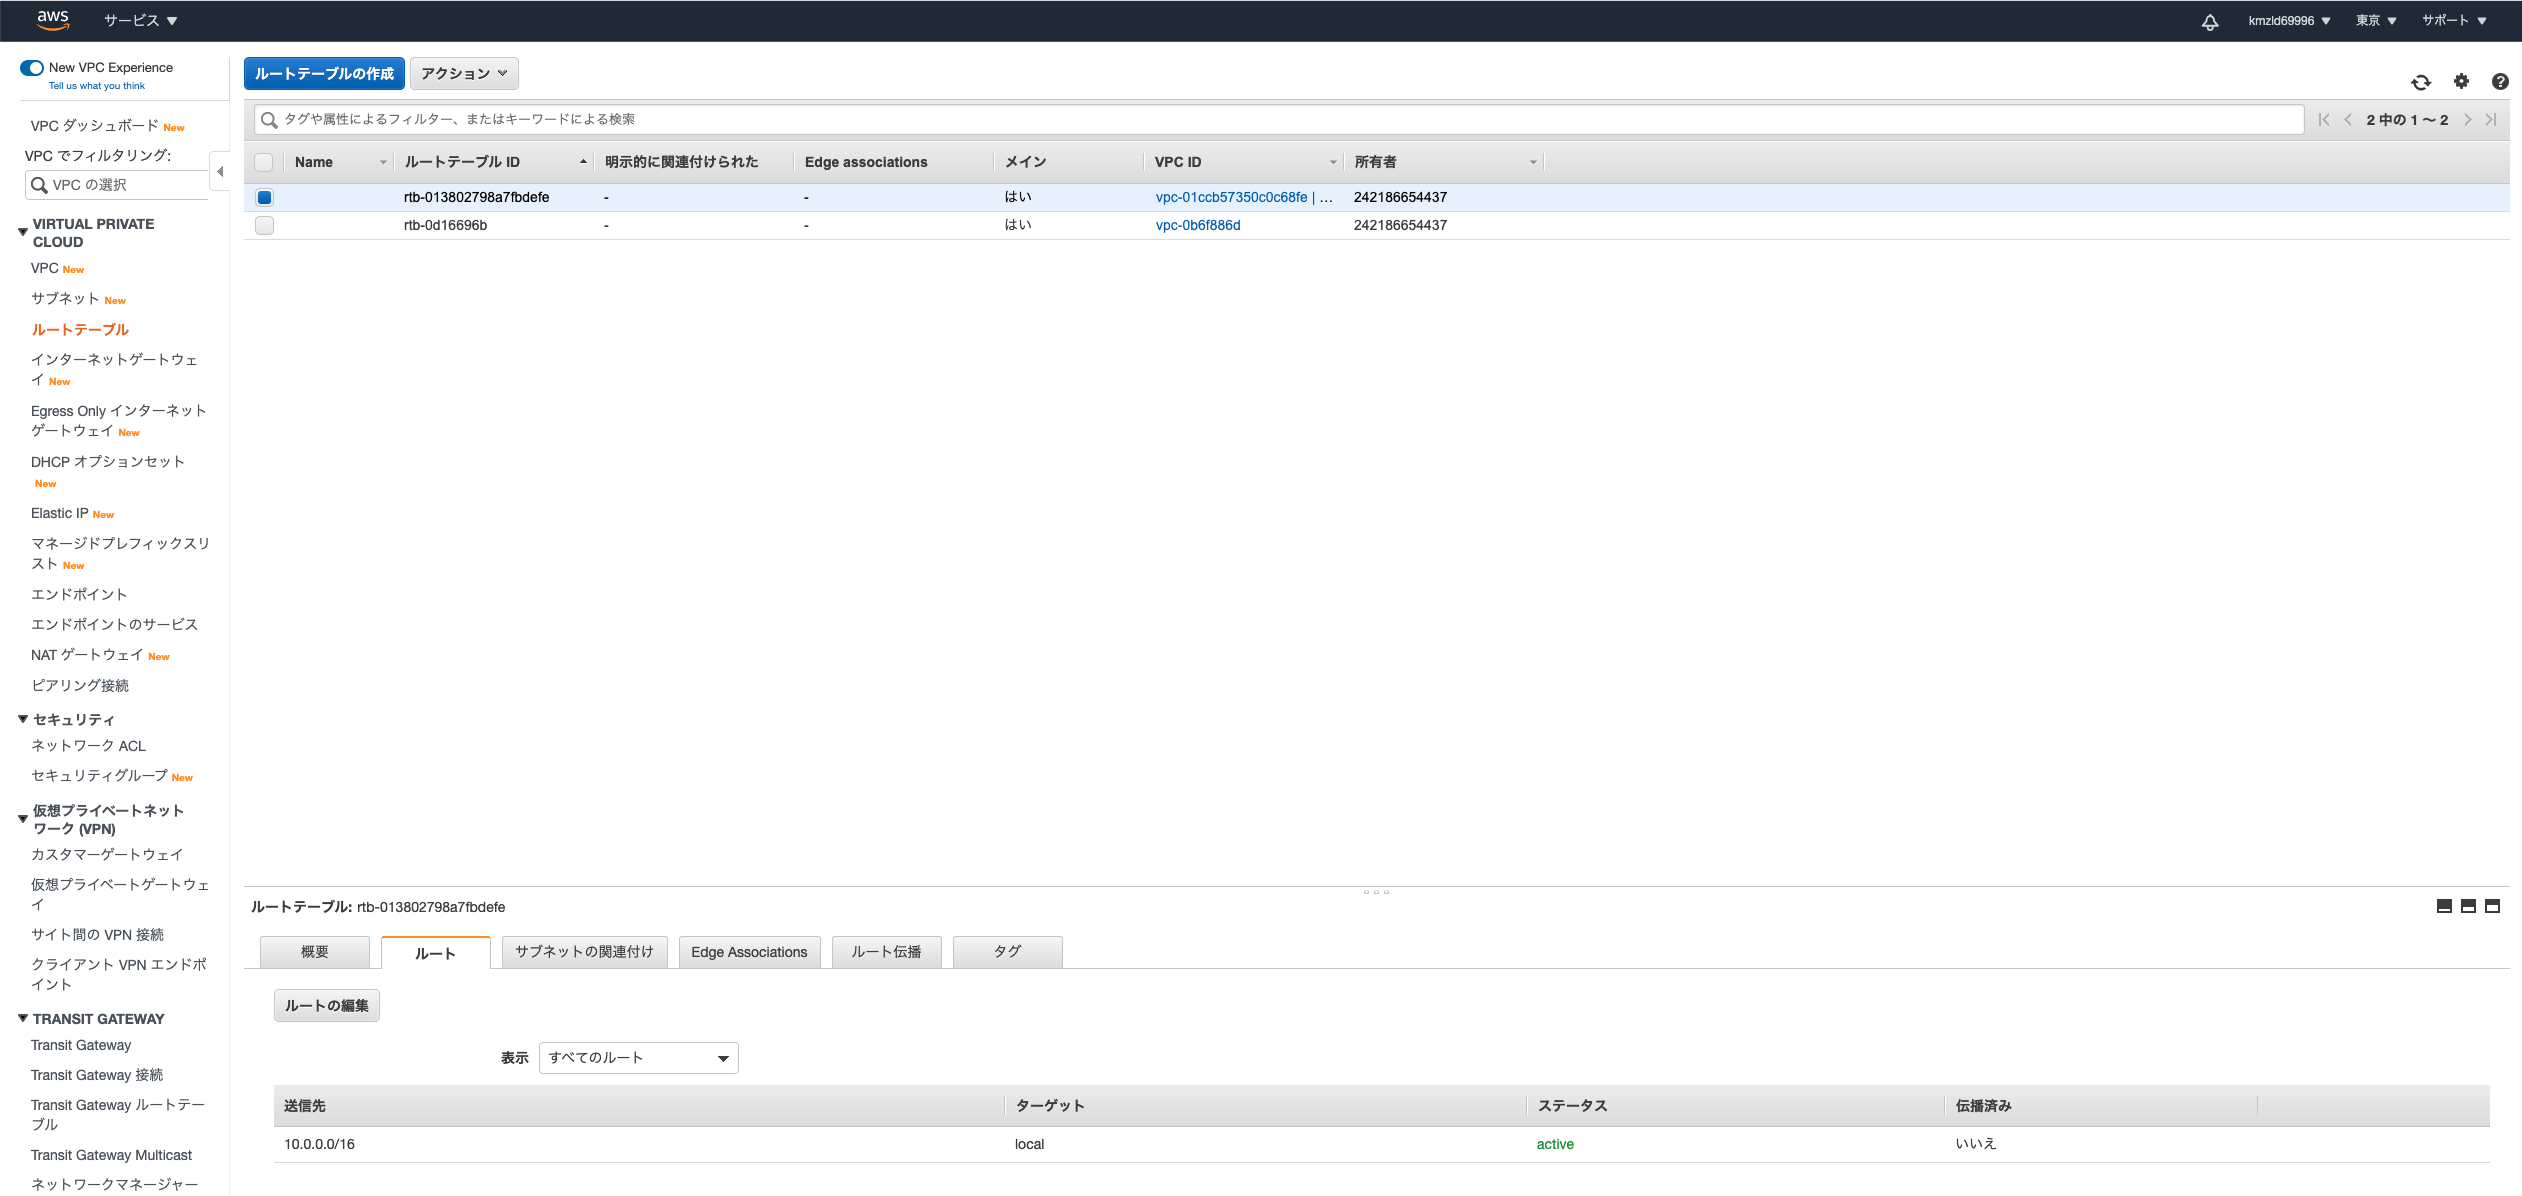 aws サービス kmzld69996 東京 サポート
New VPC Experience
Tell us what you think
VPC ダッシュボード New
VPC でフィルタリング:
VPC の選択
VIRTUAL PRIVATE
CLOUD
VPC New
サブネット New
ルートテーブル
インターネットゲートウェ
イ New
Egress Only インターネット
ゲートウェイ New
DHCP オプションセット
New
Elastic IP New
マネージドプレフィックスリ
スト New
エンドポイント
エンドポイントのサービス
NAT ゲートウェイ New
ピアリング接続
セキュリティ
ネットワーク ACL
セキュリティグループ New
仮想プライベートネット
ワーク (VPN)
カスタマーゲートウェイ
仮想プライベートゲートウェ
イ
サイト間の VPN 接続
クライアント VPN エンドポ
イント
TRANSIT GATEWAY
Transit Gateway
Transit Gateway 接続
Transit Gateway ルートテー
ブル
Transit Gateway Multicast
ネットワークマネージャー
ルートテーブルの作成 アクション
タグや属性によるフィルター、またはキーワードによる検索 2 中の 1 ～ 2
Name ルートテーブル ID 明示的に関連付けられた Edge associations メイン VPC ID 所有者
rtb-013802798a7fbdefe - - はい vpc-01ccb57350c0c68fe | ... 242186654437
rtb-0d16696b - - はい vpc-0b6f886d 242186654437
ルートテーブル: rtb-013802798a7fbdefe
概要 ルート サブネットの関連付け Edge Associations ルート伝播 タグ
ルートの編集
表示 すべてのルート
送信先 ターゲット ステータス 伝播済み
10.0.0.0/16 local active いいえ